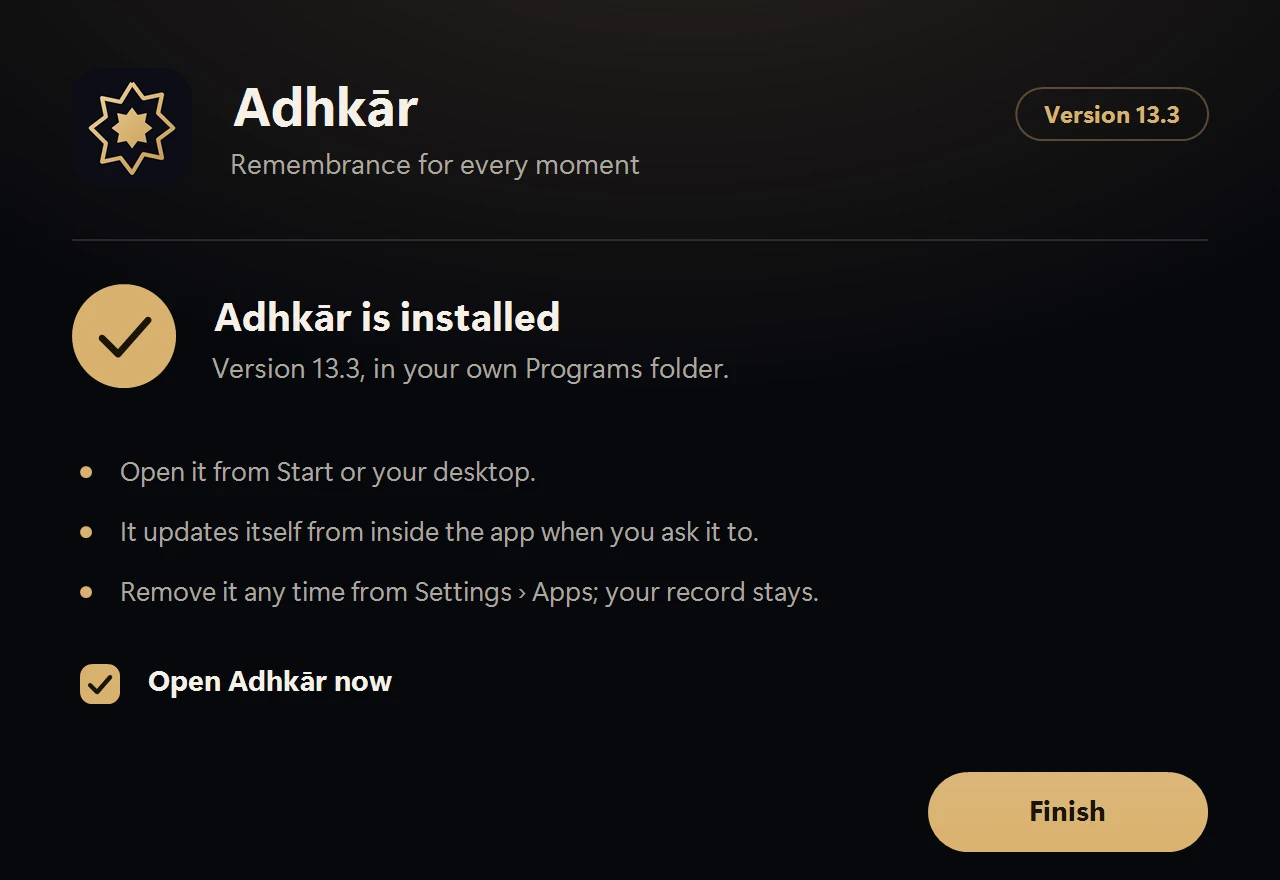 Adhkār
Version 13.3
Remembrance for every moment
Adhkār is installed
Version 13.3, in your own Programs folder.
Open it from Start or your desktop.
It updates itself from inside the app when you ask it to.
Remove it any time from Settings › Apps; your record stays.
Open Adhkār now
Finish